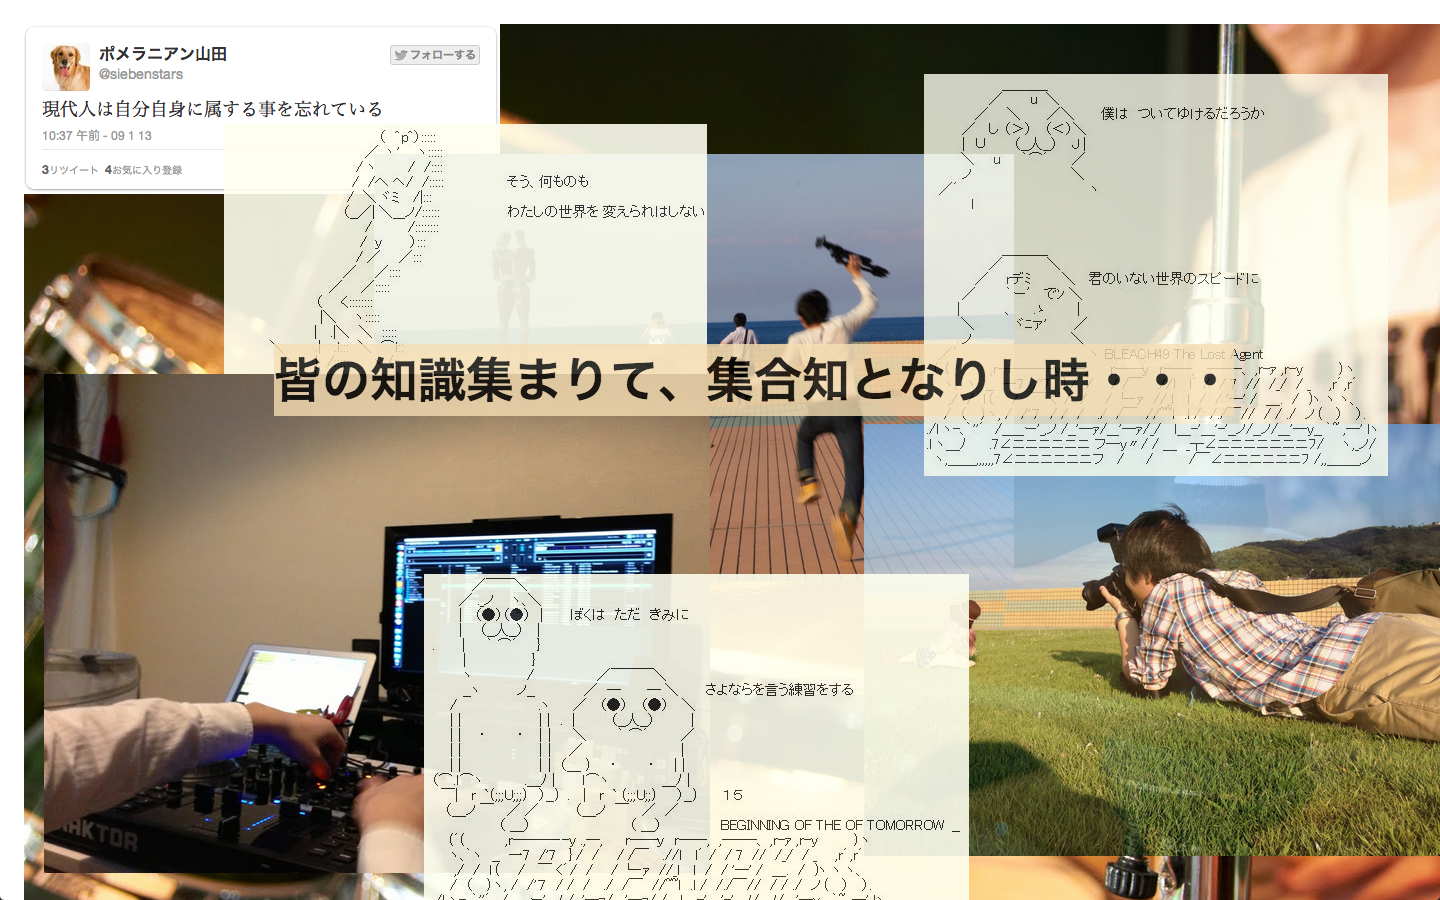 ポメラニアン山田
@siebenstars
フォローする
現代人は自分自身に属する事を忘れている
10:37 午前 - 09 1 13
3リツイート 4お気に入り登録
そう、何ものも
わたしの世界を 変えられはしない
僕は ついてゆけるだろうか
君のいない世界のスピードに
BLEACH49 The Lost Agent
皆の知識集まりて、集合知となりし時・・・
ぼくは ただ きみに
さよならを言う練習をする
15
BEGINNING OF THE OF TOMORROW _